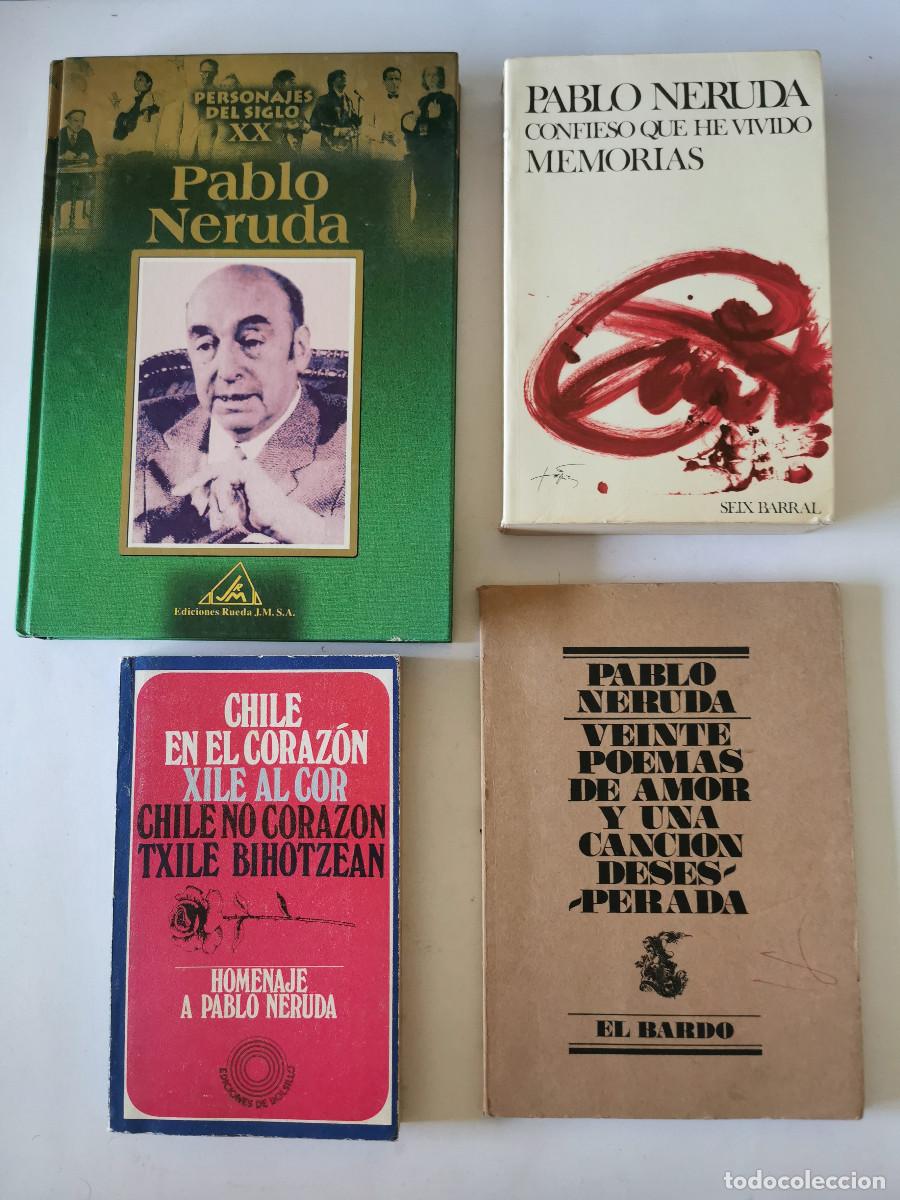 PERSONAJES
DEL SIGLO
XX
Pablo
Neruda
JRM
Ediciones Rueda J.M. S.A.
PABLO NERUDA
CONFIESO QUE HE VIVIDO
MEMORIAS
SEIX BARRAL
CHILE
EN EL CORAZÓN
XILE AL COR
CHILE NO CORAZON
TXILE BIHOTZEAN
HOMENAJE
A PABLO NERUDA
EDICIONES DE BOLSILLO
PABLO
NERUDA
VEINTE
POEMAS
DE AMOR
Y UNA
CANCION
DESES-
-PERADA
EL BARDO
todocoleccion